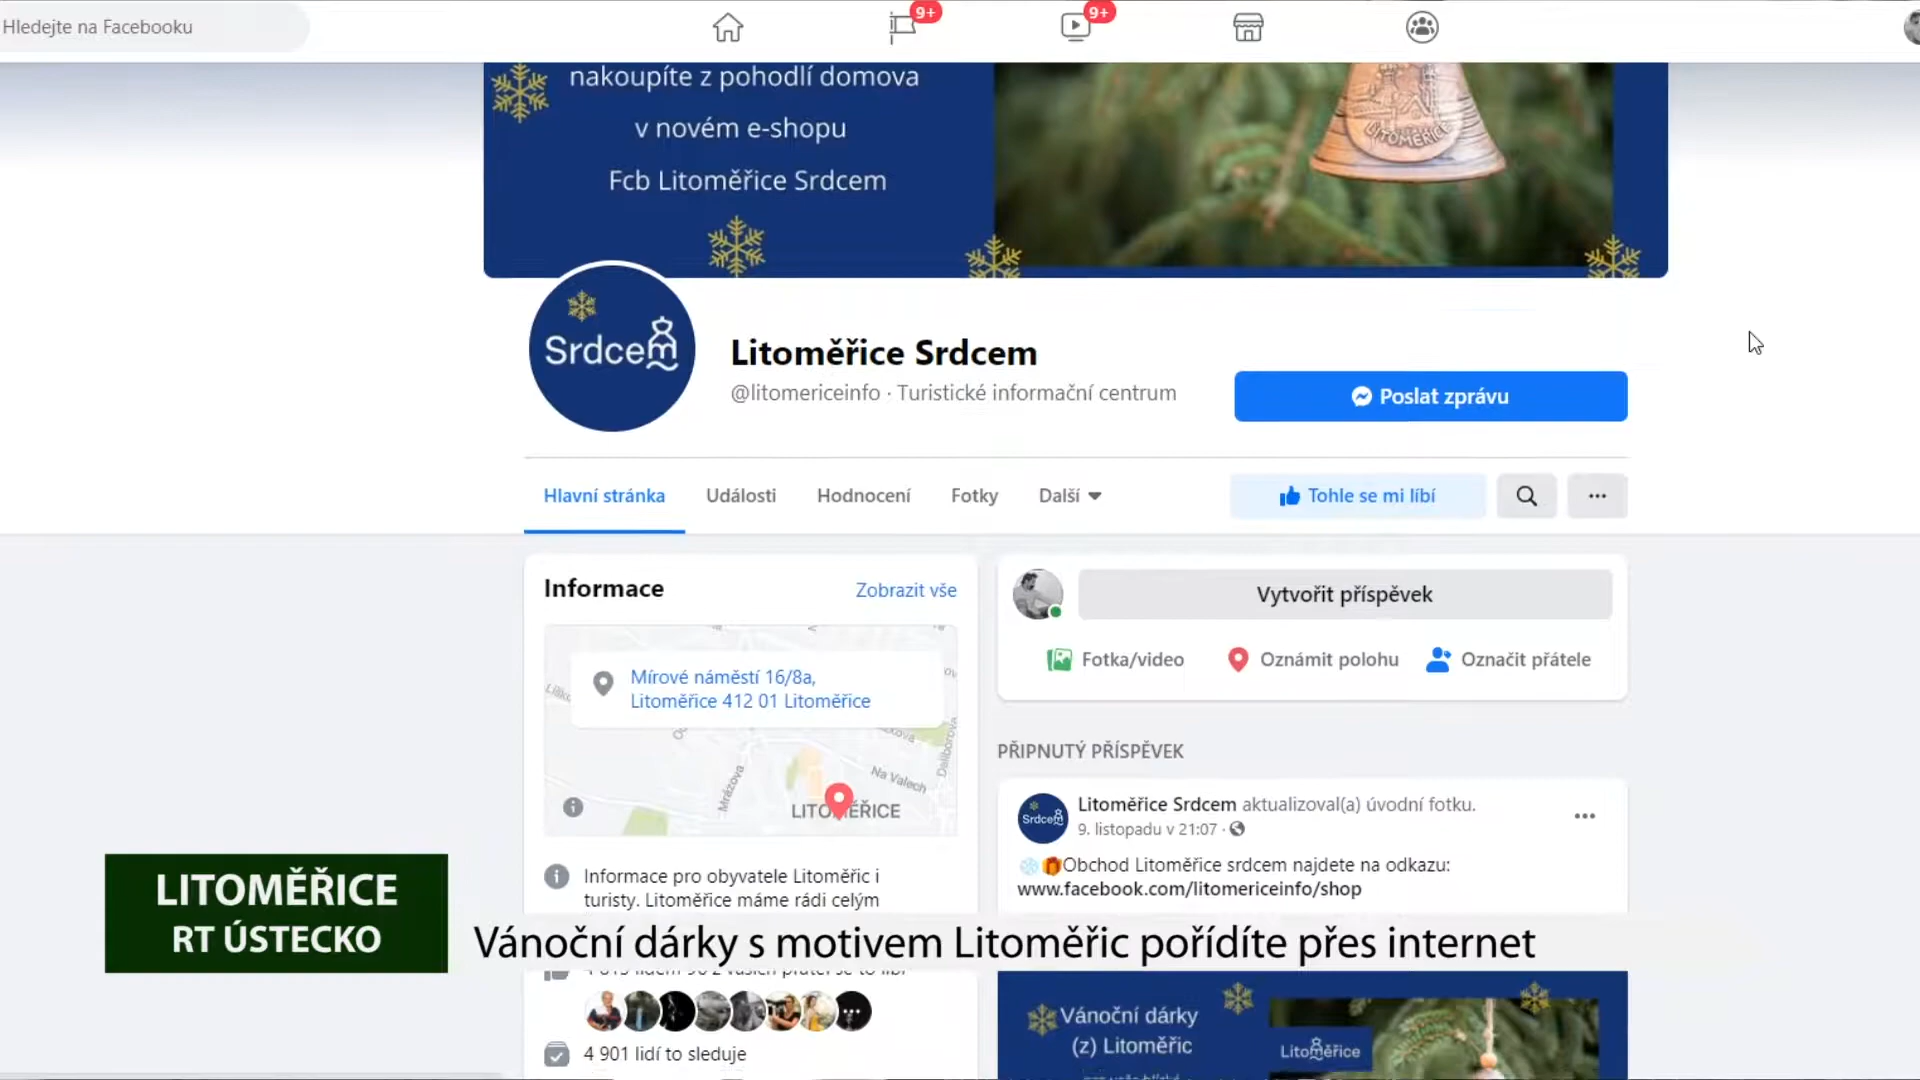 Hledejte na Facebooku
9+
9+
nakoupíte z pohodlí domova
v novém e-shopu
Fcb Litoměřice Srdcem
LITOMĚŘICE
Srdcem
Litoměřice Srdcem
@litomericeinfo · Turistické informační centrum
Poslat zprávu
Hlavní stránka
Události
Hodnocení
Fotky
Další
Tohle se mi líbí
Informace
Zobrazit vše
Mírové náměstí 16/8a,
Litoměřice 412 01 Litoměřice
Mrázova
Na Valech
Daliborova
LITOMĚŘICE
Informace pro obyvatele Litoměřic i
turisty. Litoměřice máme rádi celým
4 901 lidí to sleduje
Vytvořit příspěvek
Fotka/video
Oznámit polohu
Označit přátele
PŘIPNUTÝ PŘÍSPĚVEK
Srdcem
Litoměřice Srdcem aktualizoval(a) úvodní fotku.
9. listopadu v 21:07 ·
Obchod Litoměřice srdcem najdete na odkazu:
www.facebook.com/litomericeinfo/shop
Vánoční dárky
(z) Litoměřic
Litoměřice
LITOMĚŘICE
RT ÚSTECKO
Vánoční dárky s motivem Litoměřic pořídíte přes internet